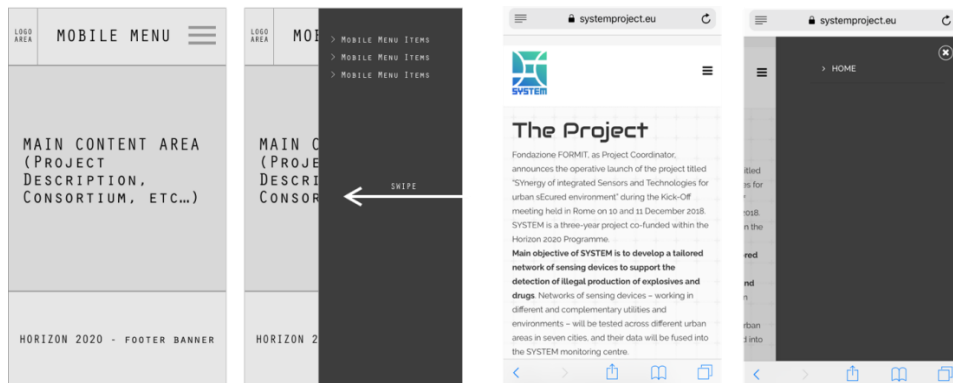 LOGO
AREA
MOBILE MENU
MAIN CONTENT AREA
(PROJECT
DESCRIPTION,
CONSORTIUM, ETC…)
HORIZON 2020 - FOOTER BANNER
LOGO
AREA
MOB
> MOBILE MENU ITEMS
> MOBILE MENU ITEMS
> MOBILE MENU ITEMS
MAIN C
(PROJE
DESCRI
CONSOR
SWIPE
HORIZON 2
systemproject.eu
SYSTEM
The Project
Fondazione FORMIT, as Project Coordinator,
announces the operative launch of the project titled
"SYnergy of integrated Sensors and Technologies for
urban sEcured environment" during the Kick-Off
meeting held in Rome on 10 and 11 December 2018.
SYSTEM is a three-year project co-funded within the
Horizon 2020 Programme.
Main objective of SYSTEM is to develop a tailored
network of sensing devices to support the
detection of illegal production of explosives and
drugs. Networks of sensing devices – working in
different and complementary utilities and
environments – will be tested across different urban
areas in seven cities, and their data will be fused into
the SYSTEM monitoring centre.
systemproject.eu
> HOME
itled
es for
2018.
n the
red
nd
n
rban
d into